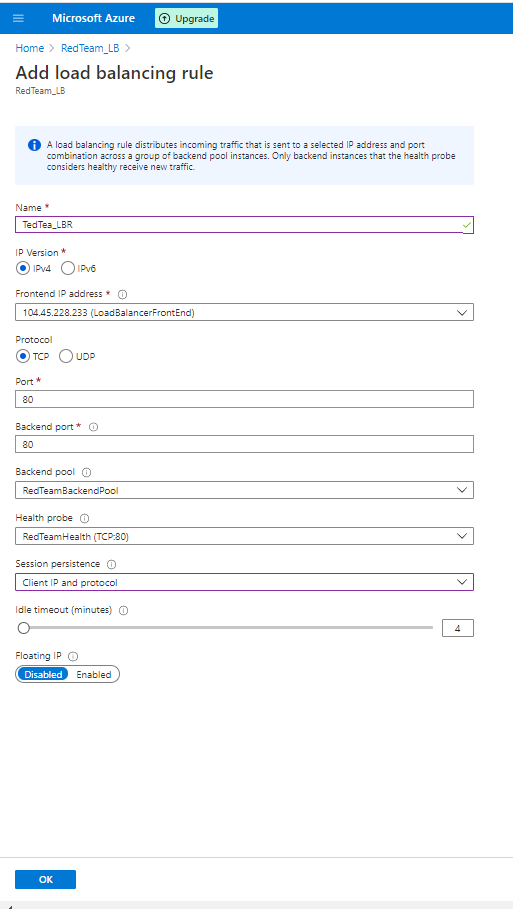 Microsoft Azure Upgrade
Home > RedTeam_LB >
Add load balancing rule
RedTeam_LB
A load balancing rule distributes incoming traffic that is sent to a selected IP address and port
combination across a group of backend pool instances. Only backend instances that the health probe
considers healthy receive new traffic.
Name *
TedTea_LBR
IP Version *
IPv4 IPv6
Frontend IP address *
104.45.228.233 (LoadBalancerFrontEnd)
Protocol
TCP UDP
Port *
80
Backend port *
80
Backend pool
RedTeamBackendPool
Health probe
RedTeamHealth (TCP:80)
Session persistence
Client IP and protocol
Idle timeout (minutes)
4
Floating IP
Disabled Enabled
OK